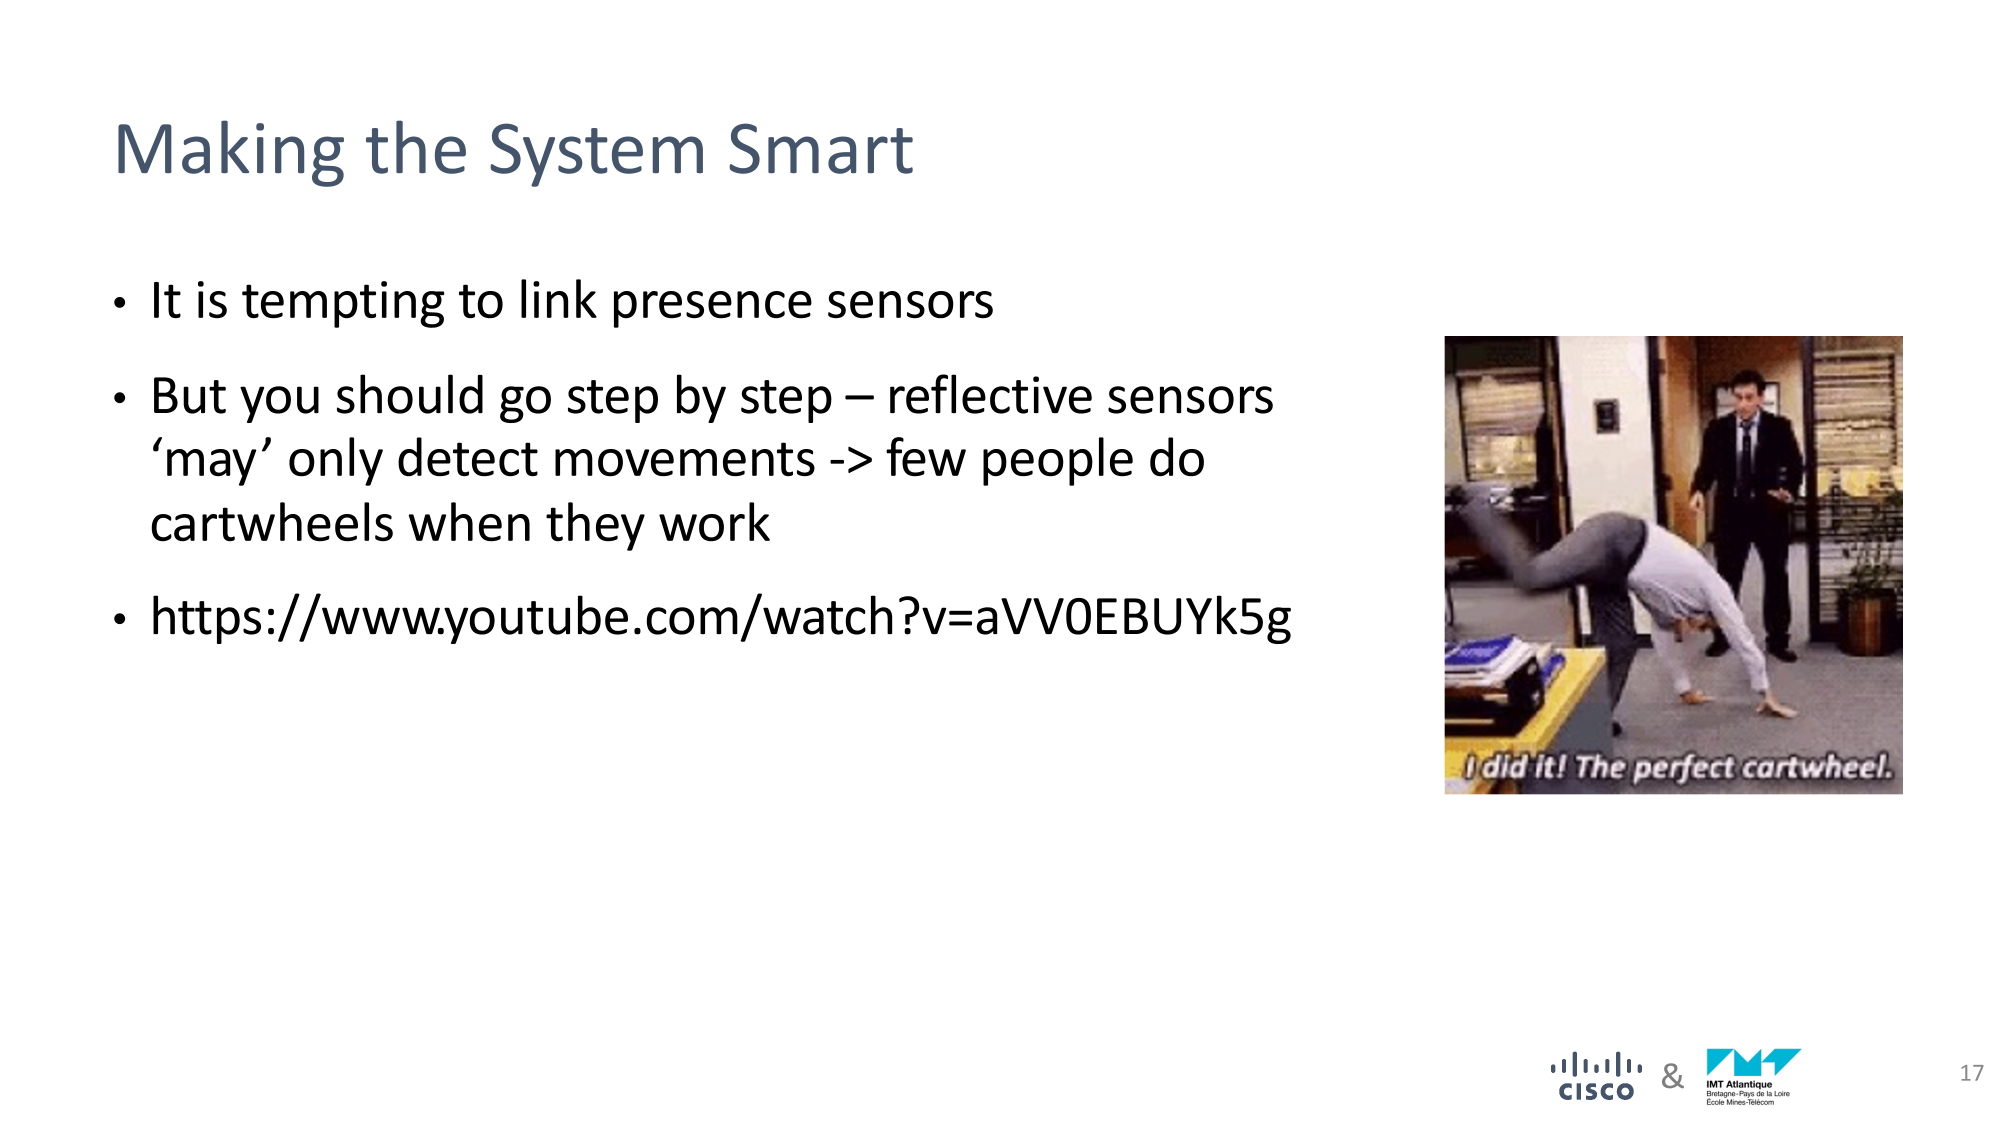 Making the System Smart
• It is tempting to link presence sensors
• But you should go step by step – reflective sensors
‘may’ only detect movements -> few people do
cartwheels when they work
• https://www.youtube.com/watch?v=aVV0EBUYk5g
I did it! The perfect cartwheel.
CISCO
&
IMT Atlantique
Bretagne-Pays de la Loire
École Mines-Télécom
17